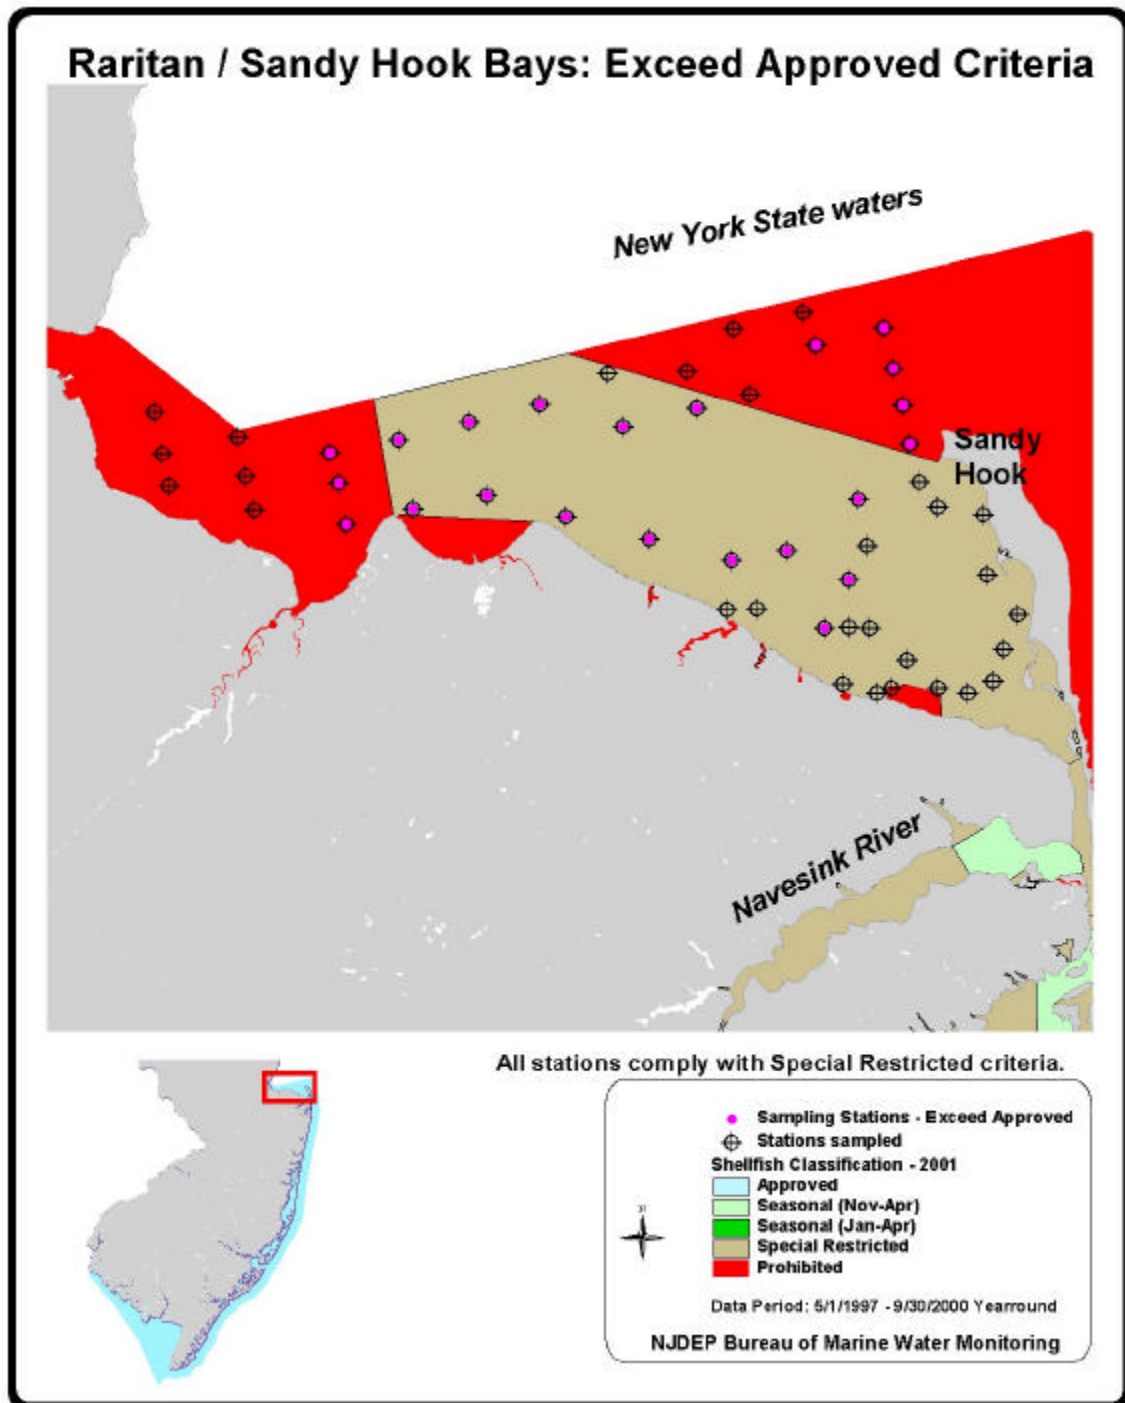 Raritan / Sandy Hook Bays: Exceed Approved Criteria
New York State waters
Sandy
Hook
Navesink River
All stations comply with Special Restricted criteria.
Sampling Stations - Exceed Approved
Stations sampled
Shellfish Classification - 2001
Approved
Seasonal (Nov-Apr)
Seasonal (Jan-Apr)
Special Restricted
Prohibited
Data Period: 5/1/1997 - 9/30/2000 Yearround
NJDEP Bureau of Marine Water Monitoring